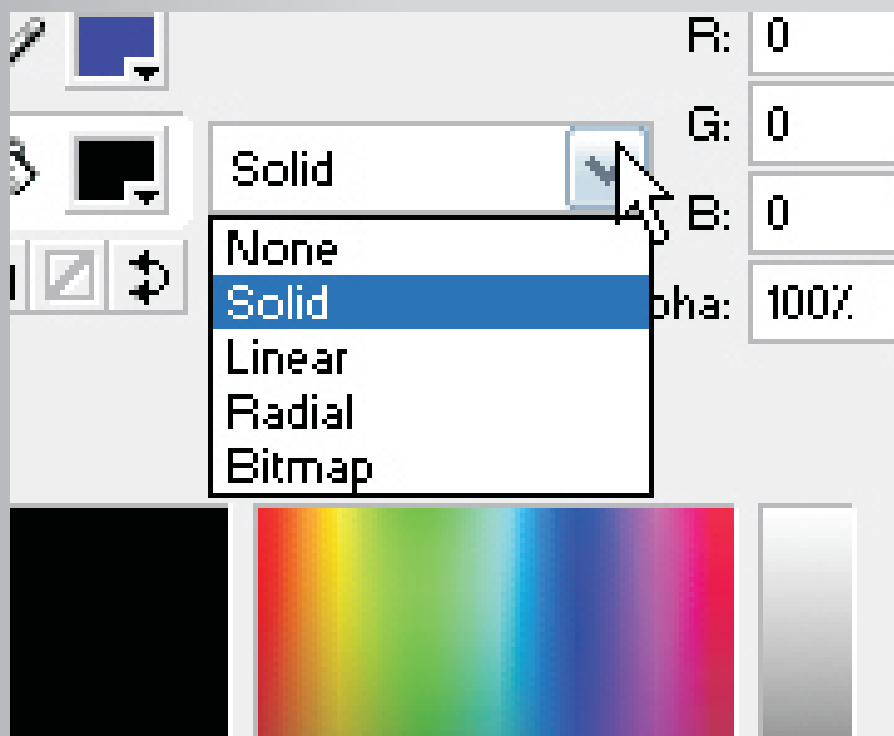 R: 0
G: 0
Solid
B: 0
None
Solid
pha: 100%
Linear
Radial
Bitmap